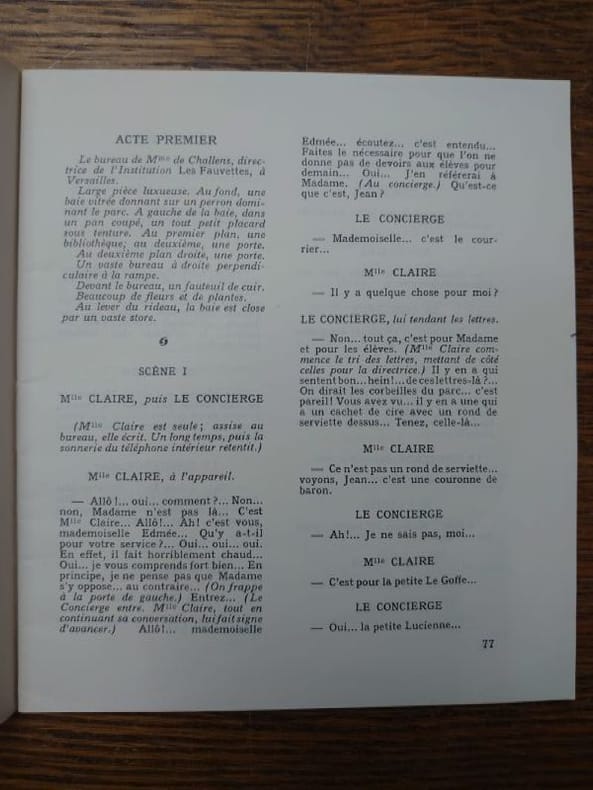 ACTE PREMIER
Le bureau de Mme de Challens, direc-
trice de l'Institution Les Fauvettes, à
Versailles.
Large pièce luxueuse. Au fond, une
baie vitrée donnant sur un perron domi-
nant le parc. A gauche de la baie, dans
un pan coupé, un tout petit placard
sous tenture. Au premier plan, une
bibliothèque; au deuxième, une porte.
Au deuxième plan droite, une porte.
Un vaste bureau à droite perpendi-
culaire à la rampe.
Devant le bureau, un fauteuil de cuir.
Beaucoup de fleurs et de plantes.
Au lever du rideau, la baie est close
par un vaste store.
SCÈNE I
Mlle CLAIRE, puis LE CONCIERGE
(Mlle Claire est seule; assise au
bureau, elle écrit. Un long temps, puis la
sonnerie du téléphone intérieur retentit.)
Mlle CLAIRE, à l'appareil.
— Allô!... oui... comment?... Non...
non, Madame n'est pas là... C'est
Mlle Claire... Allô!... Ah! c'est vous,
mademoiselle Edmée... Qu'y a-t-il
pour votre service?... Oui... oui... oui.
En effet, il fait horriblement chaud...
Oui... je vous comprends fort bien... En
principe, je ne pense pas que Madame
s'y oppose... au contraire... (On frappe
à la porte de gauche.) Entrez... (Le
Concierge entre. Mlle Claire, tout en
continuant sa conversation, lui fait signe
d'avancer.) Allô!... mademoiselle
Edmée... écoutez... c'est entendu...
Faites le nécessaire pour que l'on ne
donne pas de devoirs aux élèves pour
demain... Oui... J'en référerai à
Madame. (Au concierge.) Qu'est-ce
que c'est, Jean?
LE CONCIERGE
— Mademoiselle... c'est le cour-
rier...
Mlle CLAIRE
— Il y a quelque chose pour moi?
LE CONCIERGE, lui tendant les lettres.
— Non... tout ça, c'est pour Madame
et pour les élèves. (Mlle Claire com-
mence le tri des lettres, mettant de côté
celles pour la directrice.) Il y en a qui
sentent bon... hein!... de ces lettres-là?...
On dirait les corbeilles du parc... c'est
pareil! Vous avez vu... il y en a une qui
a un cachet de cire avec un rond de
serviette dessus... Tenez, celle-là...
Mlle CLAIRE
— Ce n'est pas un rond de serviette...
voyons, Jean... c'est une couronne de
baron.
LE CONCIERGE
— Ah!... Je ne sais pas, moi...
Mlle CLAIRE
— C'est pour la petite Le Goffe...
LE CONCIERGE
— Oui... la petite Lucienne...
77